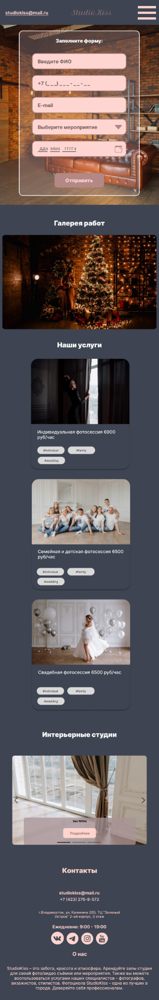 studiokiss@mail.ru
StudioKiss
Заполните форму:
Введите ФИО
+7 (_ _ _) _ _ _ - _ _ - _ _
E-mail
Выберите мероприятие
ДД ММ ГГГГ
Отправить
Галерея работ
Наши услуги
Индивидуальная фотосессия 6900
руб/час
#individual #family
#wedding
Семейная и детская фотосессия 6500
руб/час
#individual #family
#wedding
Свадебная фотосессия 6500 руб/час
#individual #family
#wedding
Интерьерные студии
Зал White
Подробнее
Контакты
studiokiss@mail.ru
+7 (423) 275-8-572
г.Владивосток, ул. Калинина 205, ТЦ "Зеленый
Остров" 2-ой корпус, 3 этаж
Ежедневно: 9:00 - 19:00
You
Tube
О нас
StudioKiss – это забота, красота и атмосфера. Арендуйте залы студии
для своей фото/видео съёмки или мероприятия. Также вы можете
воспользоваться услугами наших специалистов – фотографов,
визажистов, стилистов. Фотошкола StudioKiss – одна из лучших в
городе. Доверяйте себя профессионалам.